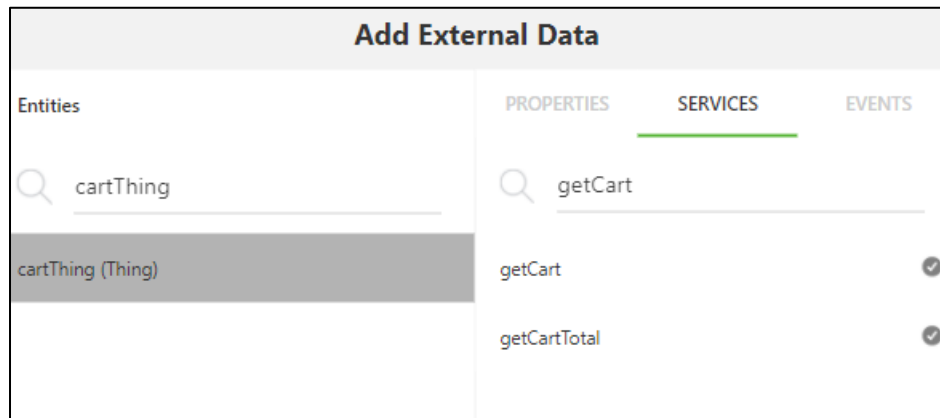 Add External Data
Entities
PROPERTIES SERVICES EVENTS
cartThing
getCart
cartThing (Thing)
getCart
getCartTotal